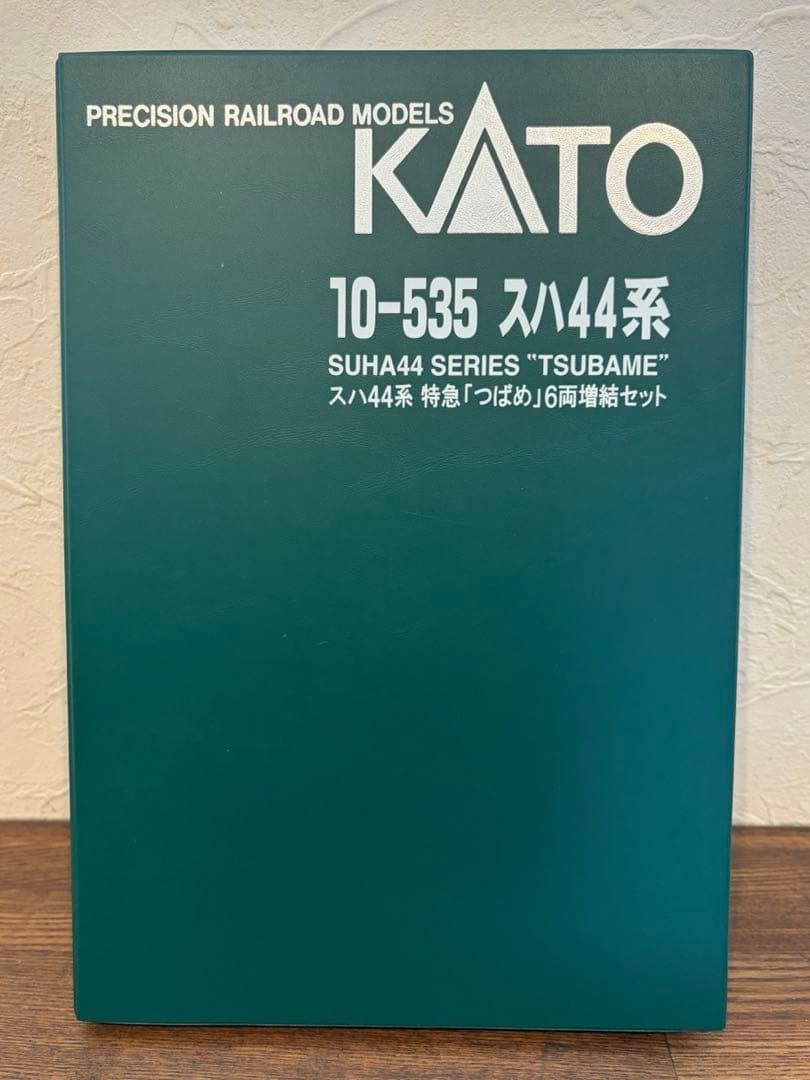 PRECISION RAILROAD MODELS
KATO
10-535 スハ44系
SUHA44 SERIES "TSUBAME"
スハ44系 特急「つばめ」6両増結セット